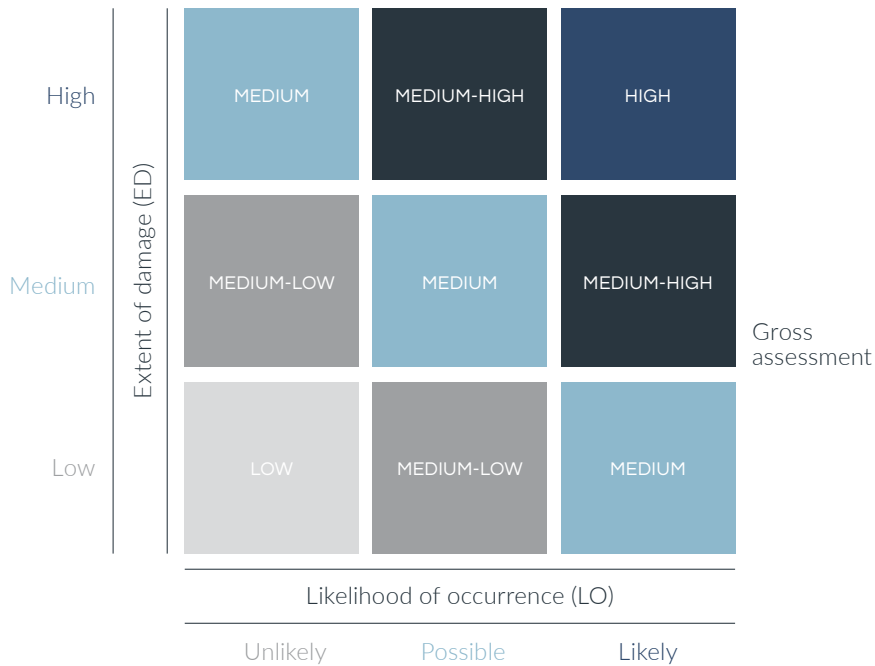 High
MEDIUM
MEDIUM-HIGH
HIGH
Extent of damage (ED)
Medium
MEDIUM-LOW
MEDIUM
MEDIUM-HIGH
Gross
assessment
Low
LOW
MEDIUM-LOW
MEDIUM
Likelihood of occurrence (LO)
Unlikely
Possible
Likely